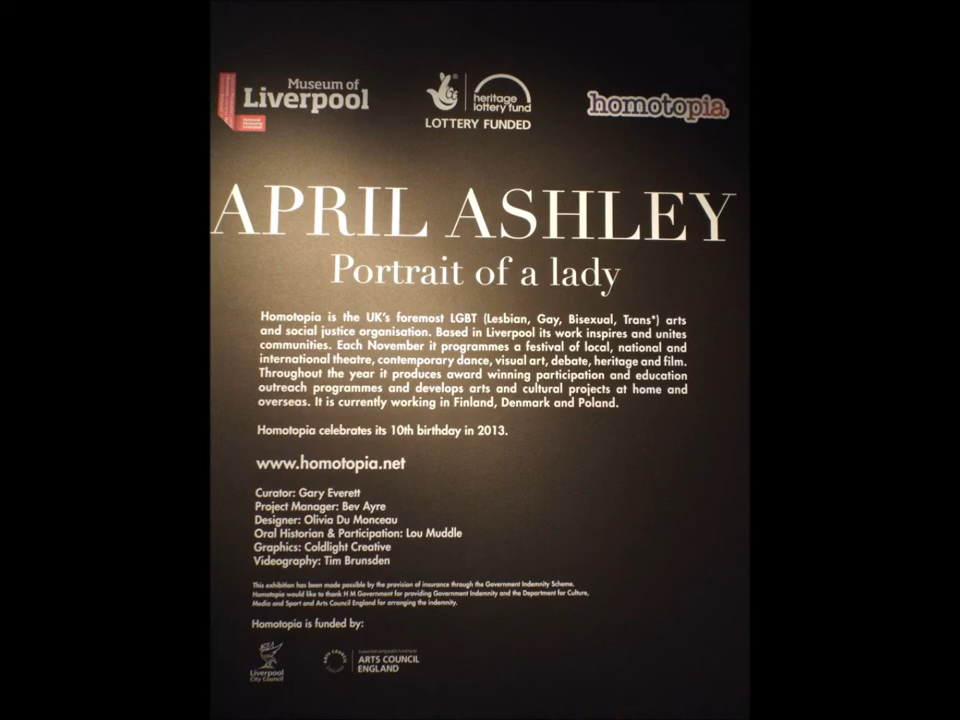 Museum of
Liverpool
heritage
lottery fund
LOTTERY FUNDED
homotopia
APRIL ASHLEY
Portrait of a lady
Homotopia is the UK's foremost LGBT (Lesbian, Gay, Bisexual, Trans*) arts
and social justice organisation. Based in Liverpool its work inspires and unites
communities. Each November it programmes a festival of local, national and
international theatre, contemporary dance, visual art, debate, heritage and film.
Throughout the year it produces award winning participation and education
outreach programmes and develops arts and cultural projects at home and
overseas. It is currently working in Finland, Denmark and Poland.
Homotopia celebrates its 10th birthday in 2013.
www.homotopia.net
Curator: Gary Everett
Project Manager: Bev Ayre
Designer: Olivia Du Monceau
Oral Historian & Participation: Lou Muddle
Graphics: Coldlight Creative
Videography: Tim Brunsden
This exhibition has been made possible by the provision of insurance through the Government Indemnity Scheme.
Homotopia would like to thank H M Government for providing Government Indemnity and the Department for Culture,
Media and Sport and Arts Council England for arranging the indemnity.
Homotopia is funded by:
Liverpool
City Council
ARTS COUNCIL
ENGLAND